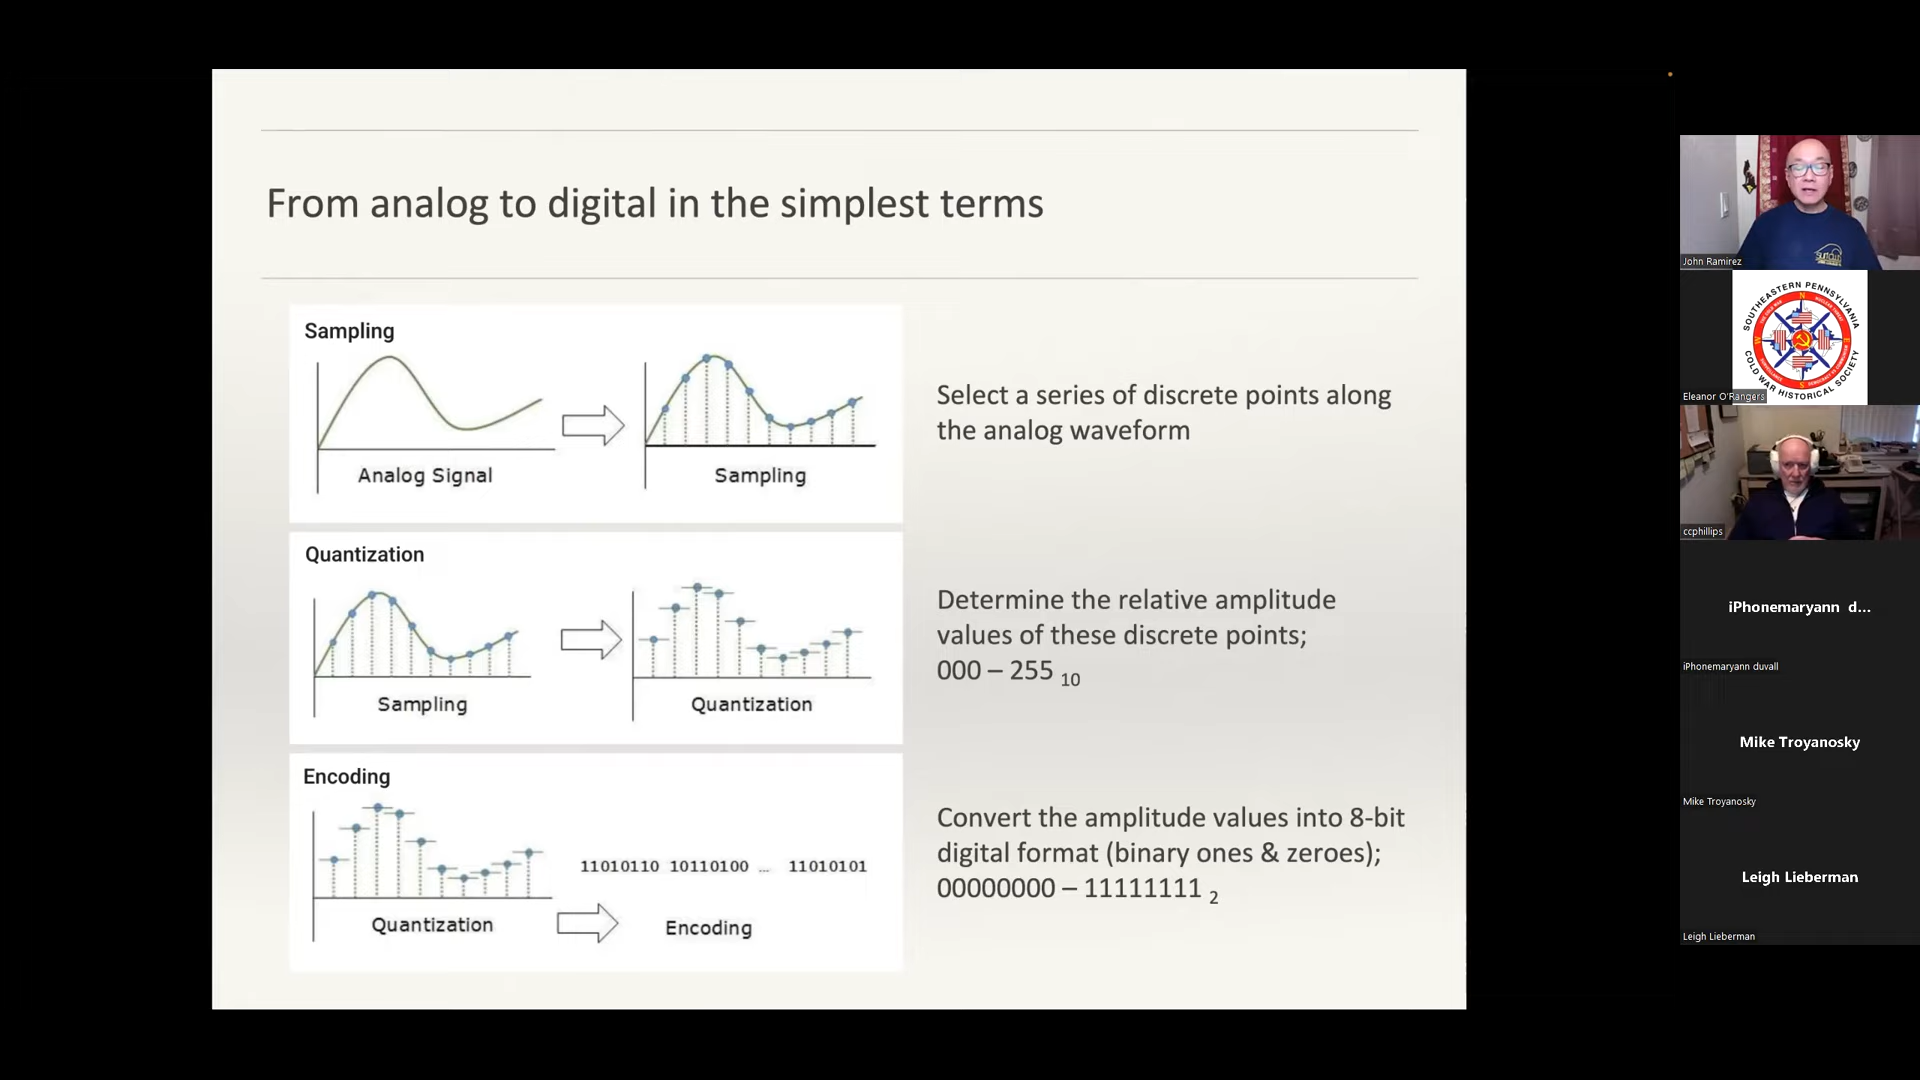 From analog to digital in the simplest terms
Sampling
Analog Signal
Sampling
Select a series of discrete points along
the analog waveform
Quantization
Sampling
Quantization
Determine the relative amplitude
values of these discrete points;
000 – 255 10
Encoding
11010110 10110100 ... 11010101
Quantization
Encoding
Convert the amplitude values into 8-bit
digital format (binary ones & zeroes);
00000000 – 11111111 2
John Ramirez
SOUTHEASTERN PENNSYLVANIA
COLD WAR HISTORICAL SOCIETY
Eleanor O'Rangers
ccphillips
iPhonemaryann d...
iPhonemaryann duvall
Mike Troyanosky
Mike Troyanosky
Leigh Lieberman
Leigh Lieberman